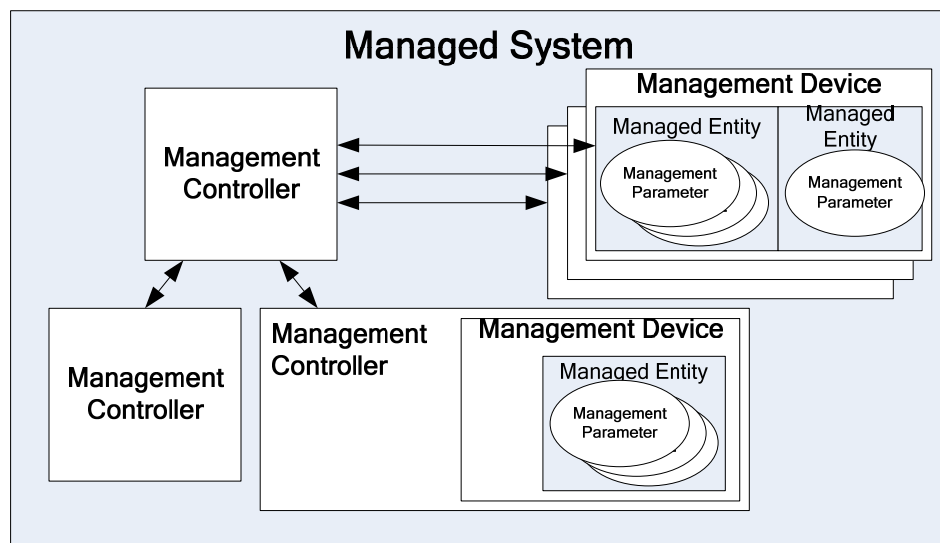 Managed System
Management
Controller
Management Device
Managed Entity
Managed
Entity
Management
Parameter
Management
Parameter
Management
Controller
Management
Controller
Management Device
Managed Entity
Management
Parameter